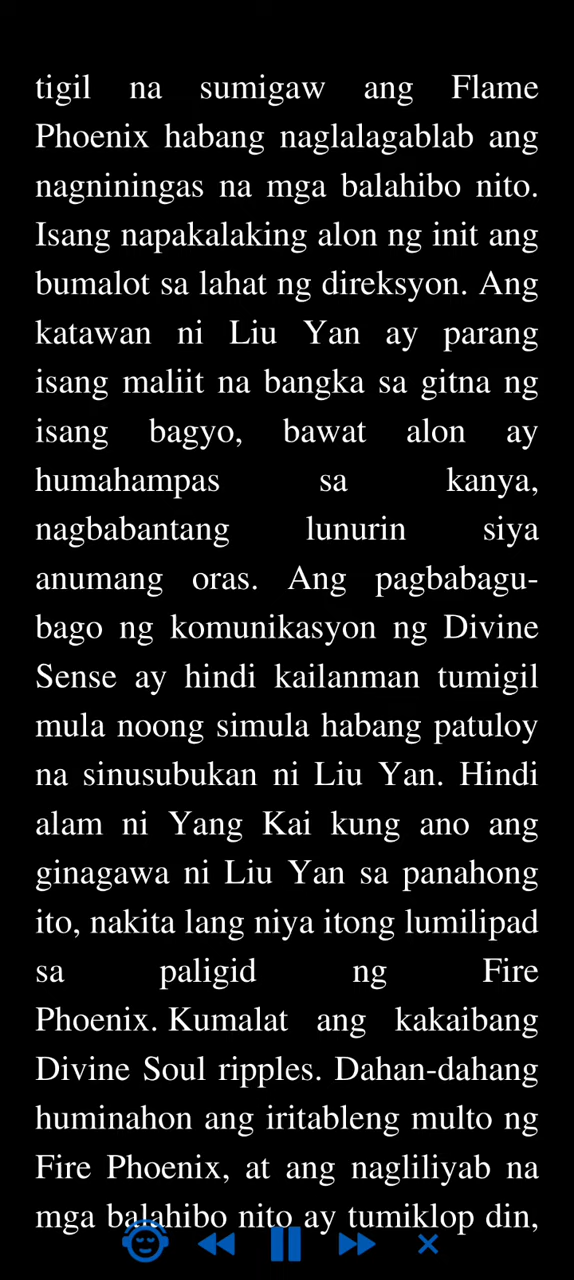 tigil na sumigaw ang Flame
Phoenix habang naglalagablab ang
nagniningas na mga balahibo nito.
Isang napakalaking alon ng init ang
bumalot sa lahat ng direksyon. Ang
katawan ni Liu Yan ay parang
isang maliit na bangka sa gitna ng
isang bagyo, bawat alon ay
humahampas sa kanya,
nagbabantang lunurin siya
anumang oras. Ang pagbabagu-
bago ng komunikasyon ng Divine
Sense ay hindi kailanman tumigil
mula noong simula habang patuloy
na sinusubukan ni Liu Yan. Hindi
alam ni Yang Kai kung ano ang
ginagawa ni Liu Yan sa panahong
ito, nakita lang niya itong lumilipad
sa paligid ng Fire
Phoenix. Kumalat ang kakaibang
Divine Soul ripples. Dahan-dahang
huminahon ang iritableng multo ng
Fire Phoenix, at ang nagliliyab na
mga balahibo nito ay tumiklop din,